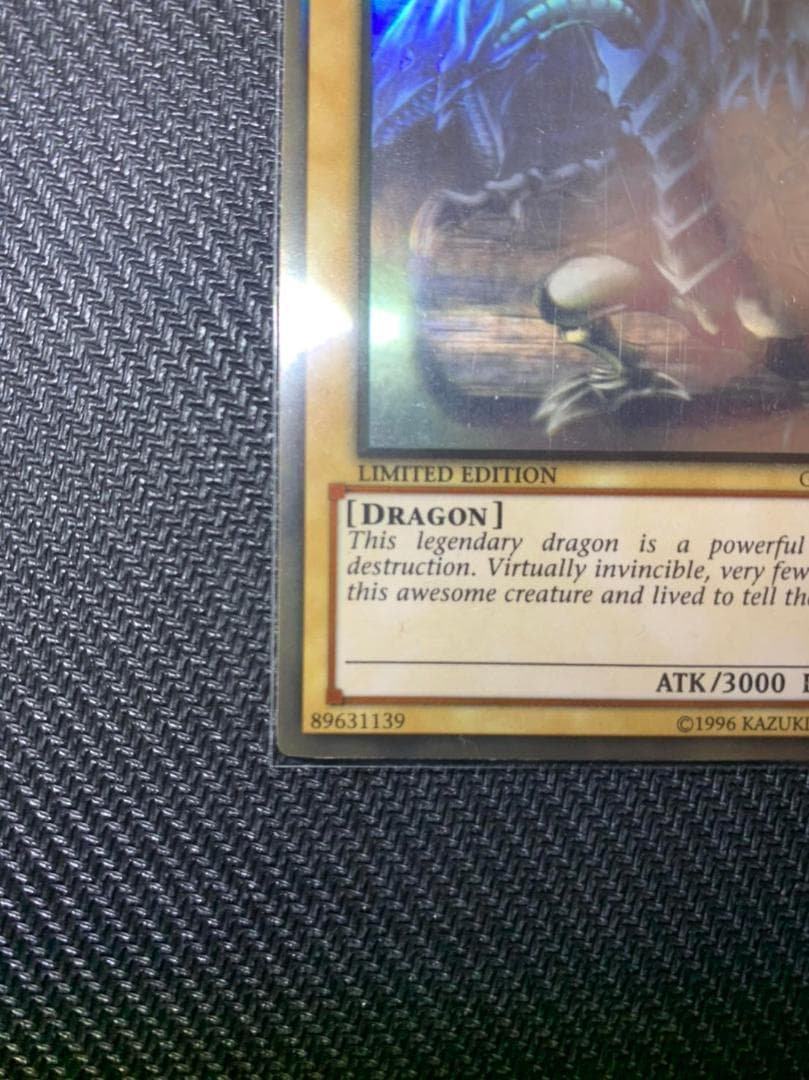 LIMITED EDITION
[DRAGON]
This legendary dragon is a powerful
destruction. Virtually invincible, very few
this awesome creature and lived to tell
ATK/3000
89631139
©1996 KAZUKI